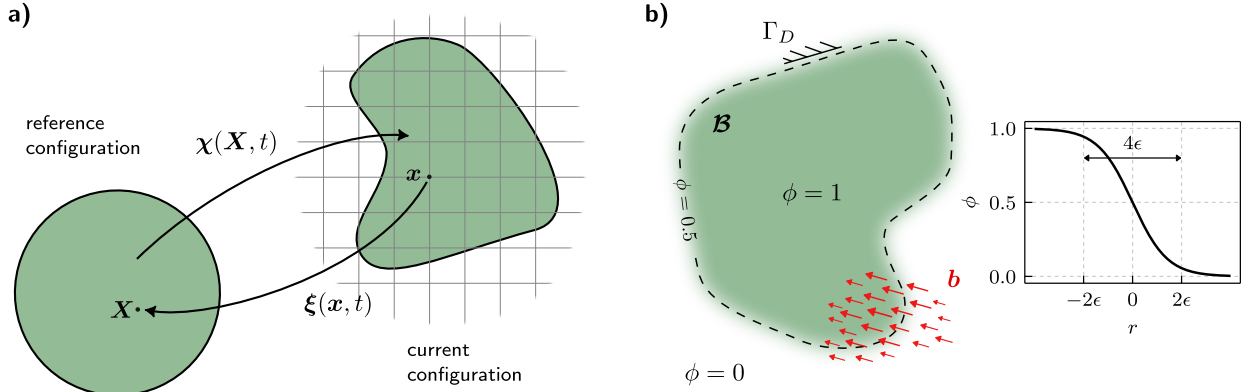 a)
reference
configuration
χ(X, t)
x
X
ξ(x, t)
current
configuration
b)
Γ_D
𝓑
ϕ = 0.5
ϕ = 1
b
ϕ = 0
1.0
4ϵ
ϕ
0.5
0.0
−2ϵ 0 2ϵ
r